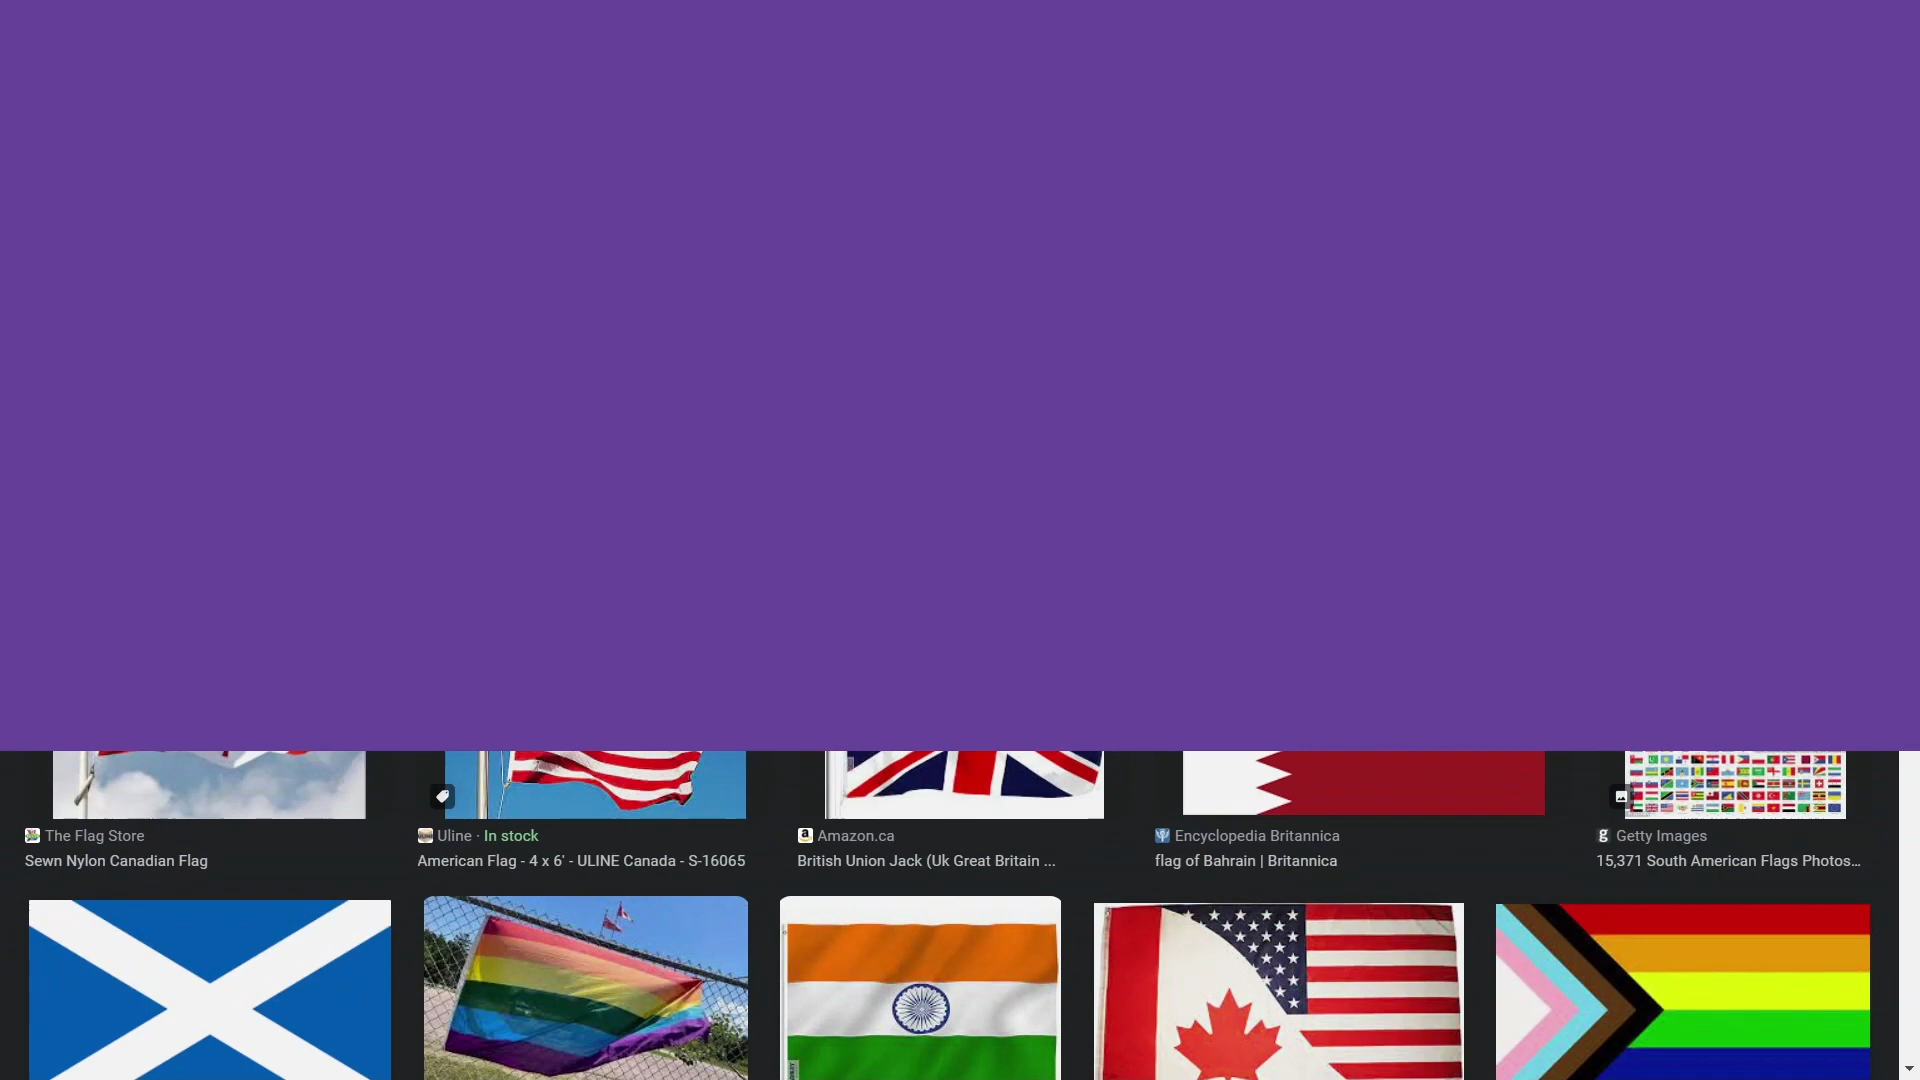 The Flag Store
Sewn Nylon Canadian Flag
Uline · In stock
American Flag - 4 x 6' - ULINE Canada - S-16065
Amazon.ca
British Union Jack (Uk Great Britain ...
Encyclopedia Britannica
flag of Bahrain | Britannica
Getty Images
15,371 South American Flags Photos...